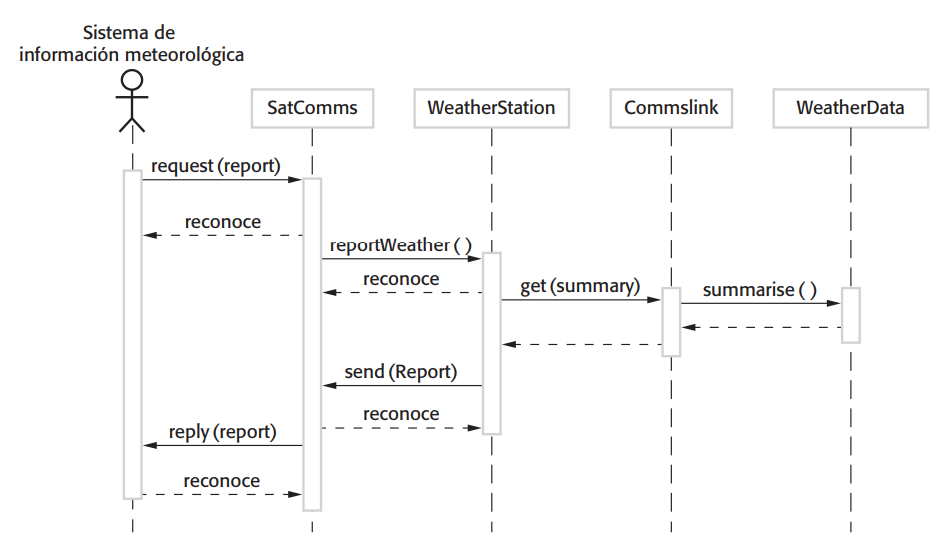 Sistema de
información meteorológica
SatComms
WeatherStation
Commslink
WeatherData
request (report)
reconoce
reportWeather ( )
reconoce
get (summary)
summarise ( )
send (Report)
reconoce
reply (report)
reconoce